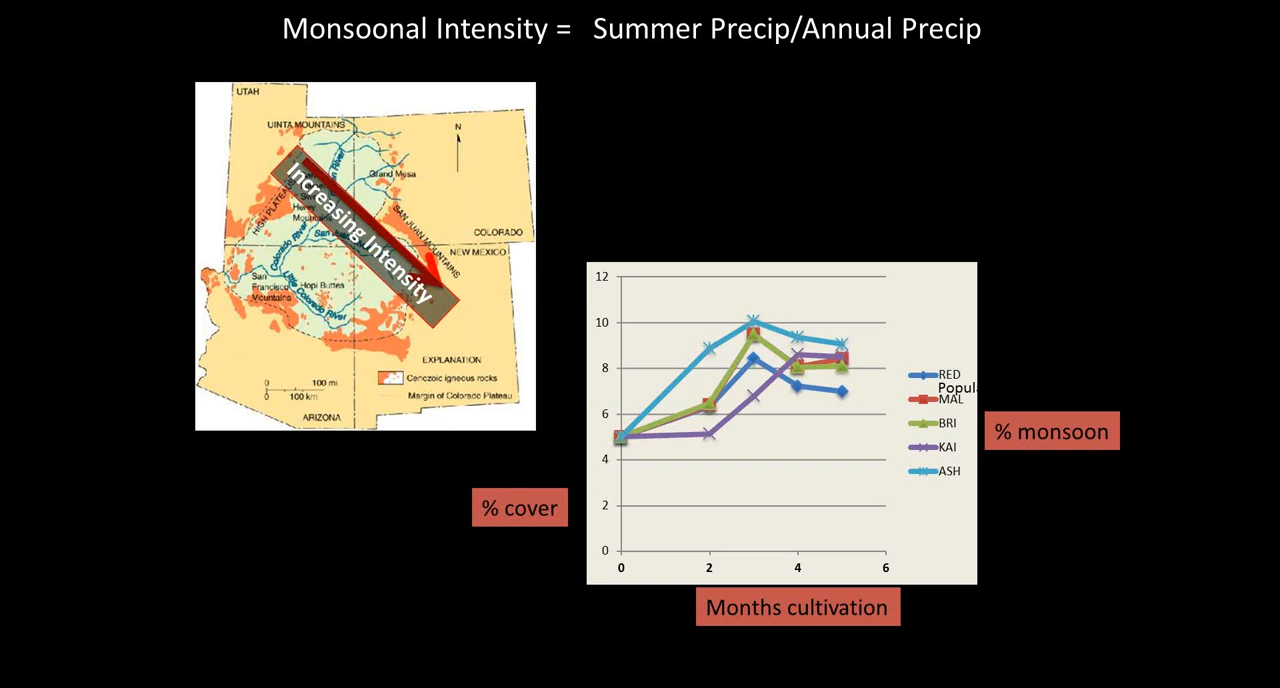 Monsoonal Intensity = Summer Precip/Annual Precip
UTAH
UINTA MOUNTAINS
N
Grand Mesa
HIGH PLATEAU
Henry
Mountains
SAN JUAN MOUNTAINS
Increasing Intensity
San Juan
COLORADO
Colorado River
NEW MEXICO
San
Francisco
Mountains
Hopi Buttes
Little Colorado River
EXPLANATION
Cenozoic igneous rocks
0 100 mi
0 100 km
Margin of Colorado Plateau
ARIZONA
12
10
8
6
4
2
0
0 2 4 6
RED
MAL
BRI
KAI
ASH
% monsoon
% cover
Months cultivation